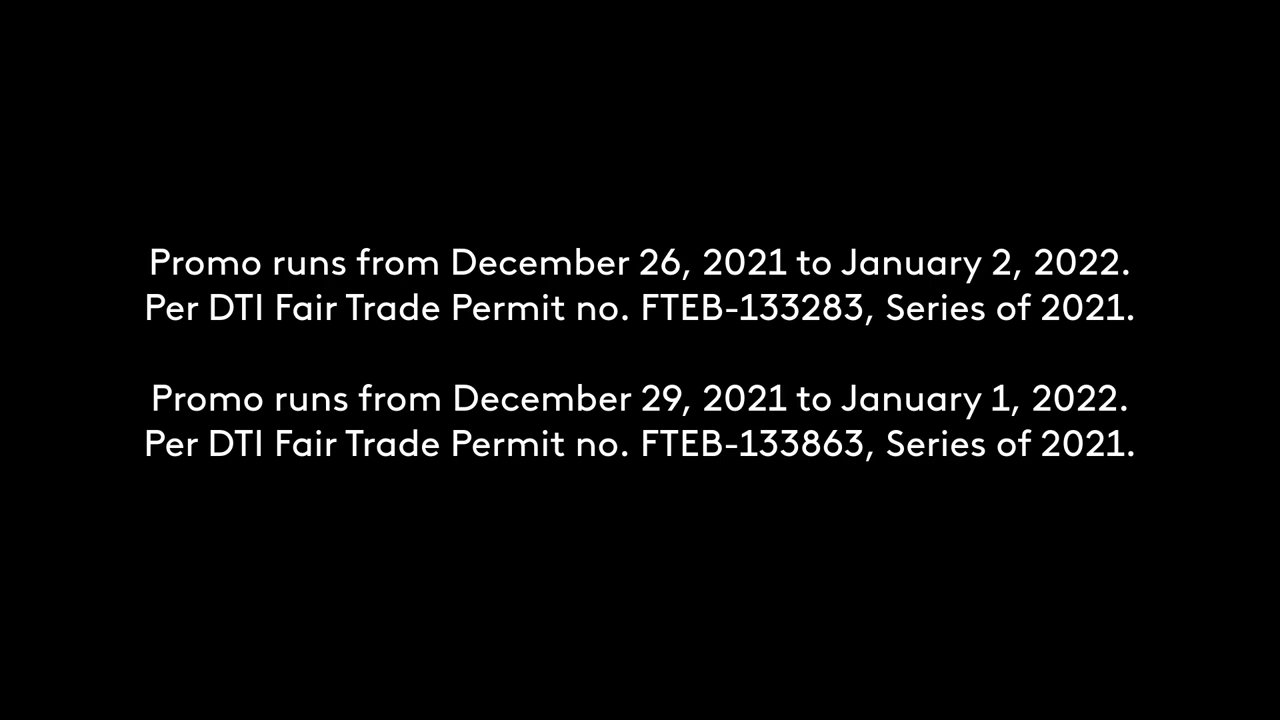 Promo runs from December 26, 2021 to January 2, 2022.
Per DTI Fair Trade Permit no. FTEB-133283, Series of 2021.
Promo runs from December 29, 2021 to January 1, 2022.
Per DTI Fair Trade Permit no. FTEB-133863, Series of 2021.